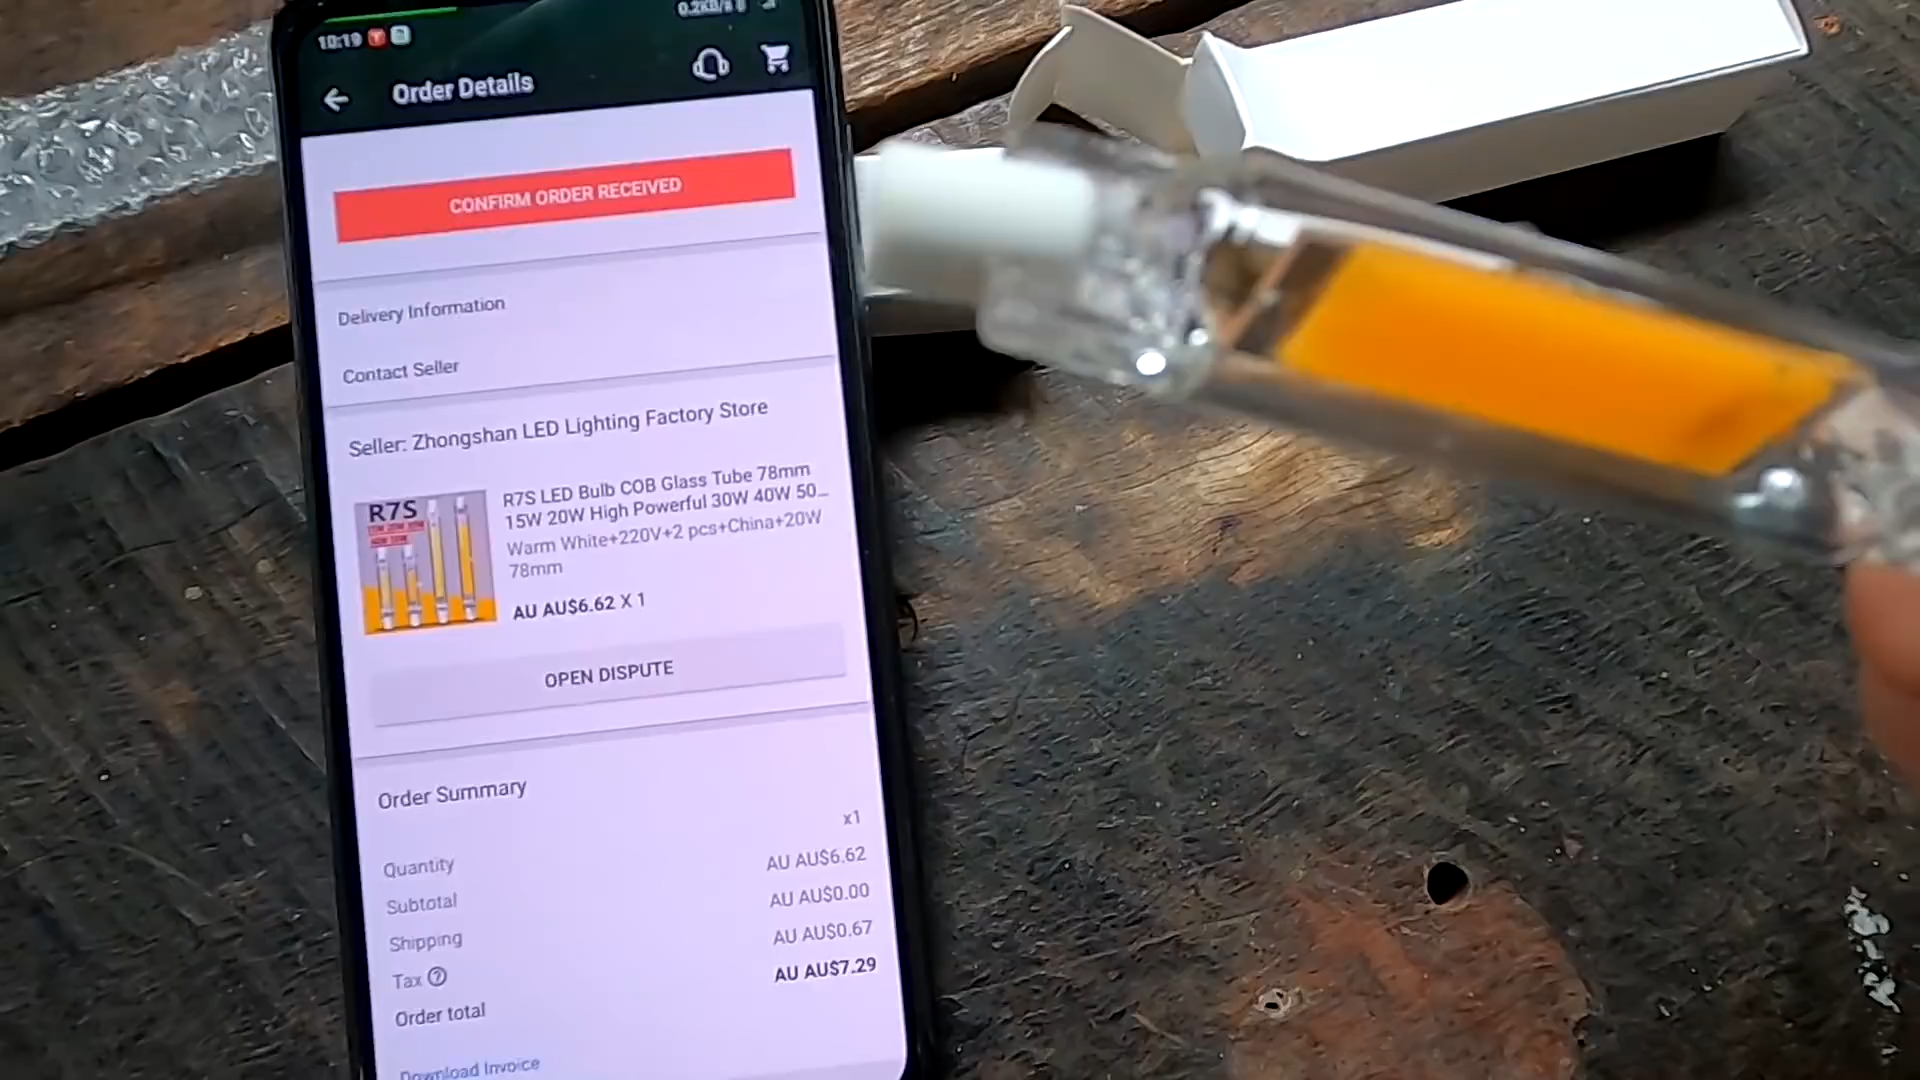 10:19
0.2KB/s
Order Details
CONFIRM ORDER RECEIVED
Delivery Information
Contact Seller
Seller: Zhongshan LED Lighting Factory Store
R7S
R7S LED Bulb COB Glass Tube 78mm
15W 20W High Powerful 30W 40W 50...
Warm White+220V+2 pcs+China+20W
78mm
AU AU$6.62 X 1
OPEN DISPUTE
Order Summary
Quantity x1
Subtotal AU AU$6.62
Shipping AU AU$0.00
Tax ? AU AU$0.67
Order total AU AU$7.29
Download Invoice